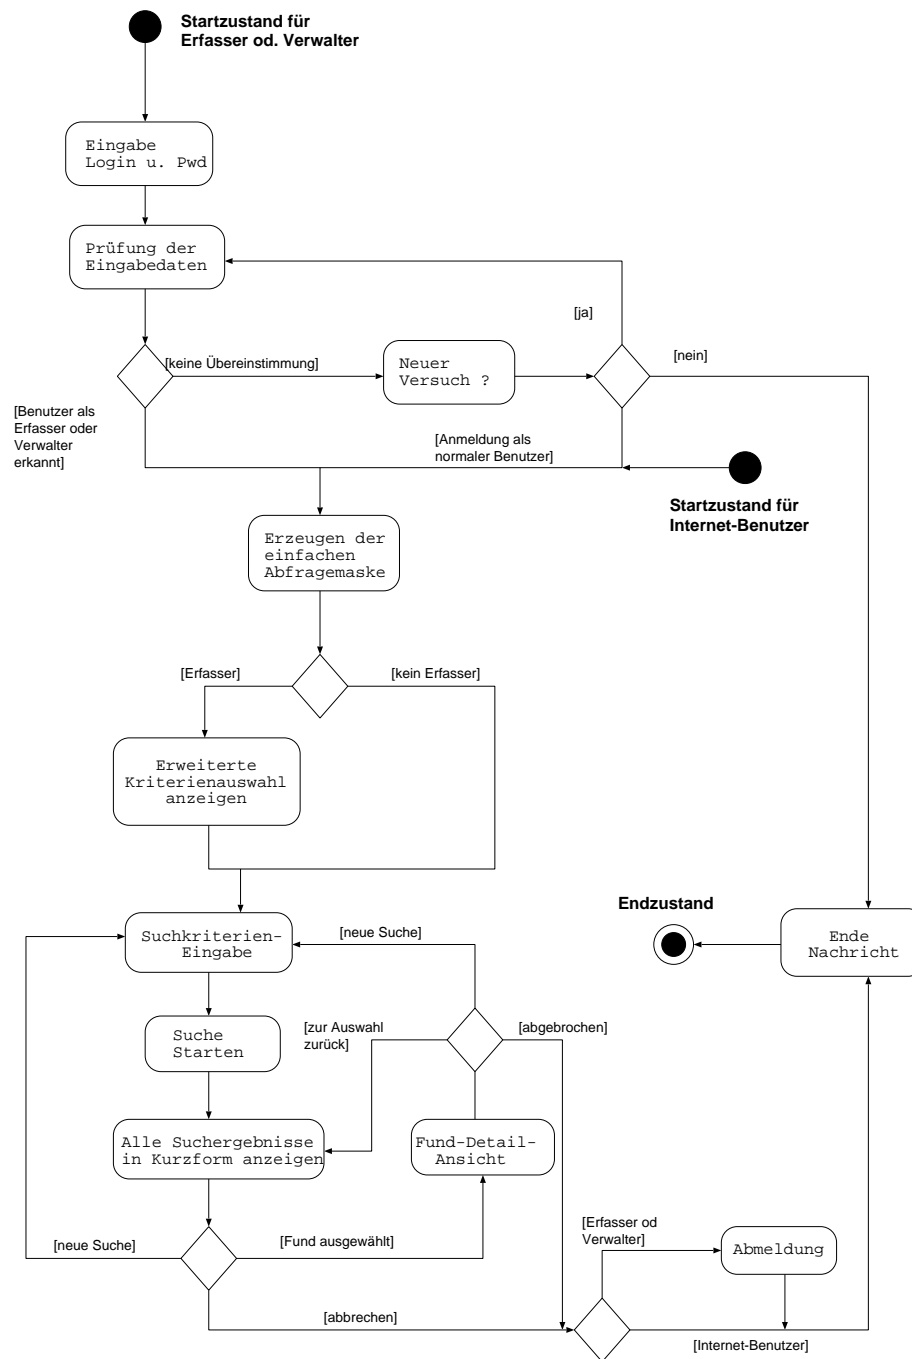 Startzustand für
Erfasser od. Verwalter
Eingabe
Login u. Pwd
Prüfung der
Eingabedaten
[ja]
[keine Übereinstimmung]
Neuer
Versuch ?
[nein]
[Benutzer als
Erfasser oder
Verwalter
erkannt]
[Anmeldung als
normaler Benutzer]
Startzustand für
Internet-Benutzer
Erzeugen der
einfachen
Abfragemaske
[Erfasser]
[kein Erfasser]
Erweiterte
Kriterienauswahl
anzeigen
Endzustand
Suchkriterien-
Eingabe
[neue Suche]
Ende
Nachricht
Suche
Starten
[zur Auswahl
zurück]
[abgebrochen]
Alle Suchergebnisse
in Kurzform anzeigen
Fund-Detail-
Ansicht
[neue Suche]
[Fund ausgewählt]
[Erfasser od
Verwalter]
Abmeldung
[abbrechen]
[Internet-Benutzer]